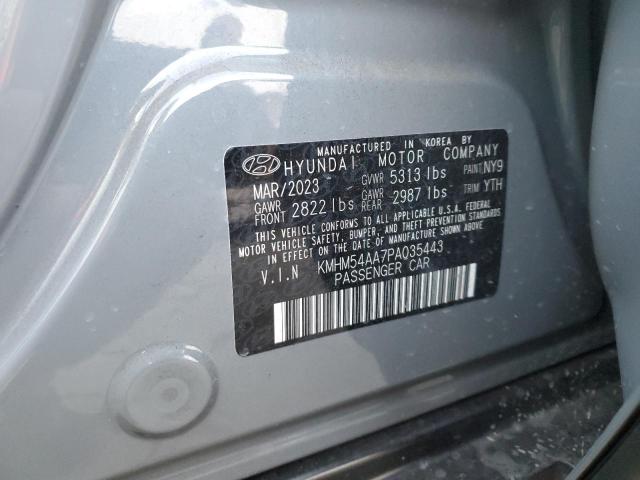 MANUFACTURED IN KOREA BY
HYUNDAI MOTOR COMPANY
MAR/2023 GVWR 5313 lbs PAINT NY9
GAWR FRONT 2822 lbs GAWR REAR 2987 lbs TRIM YTH
THIS VEHICLE CONFORMS TO ALL APPLICABLE U.S.A. FEDERAL
MOTOR VEHICLE SAFETY, BUMPER, AND THEFT PREVENTION STANDARDS
IN EFFECT ON THE DATE OF MANUFACTURE SHOWN ABOVE.
V.I.N KMHM54AA7PA035443
PASSENGER CAR